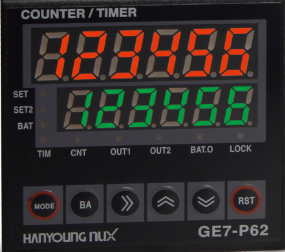 COUNTER / TIMER
123456
SET
SET2
123456
BAT
TIM CNT OUT1 OUT2 BAT.O LOCK
MODE BA RST
HANYOUNG NUX GE7-P62